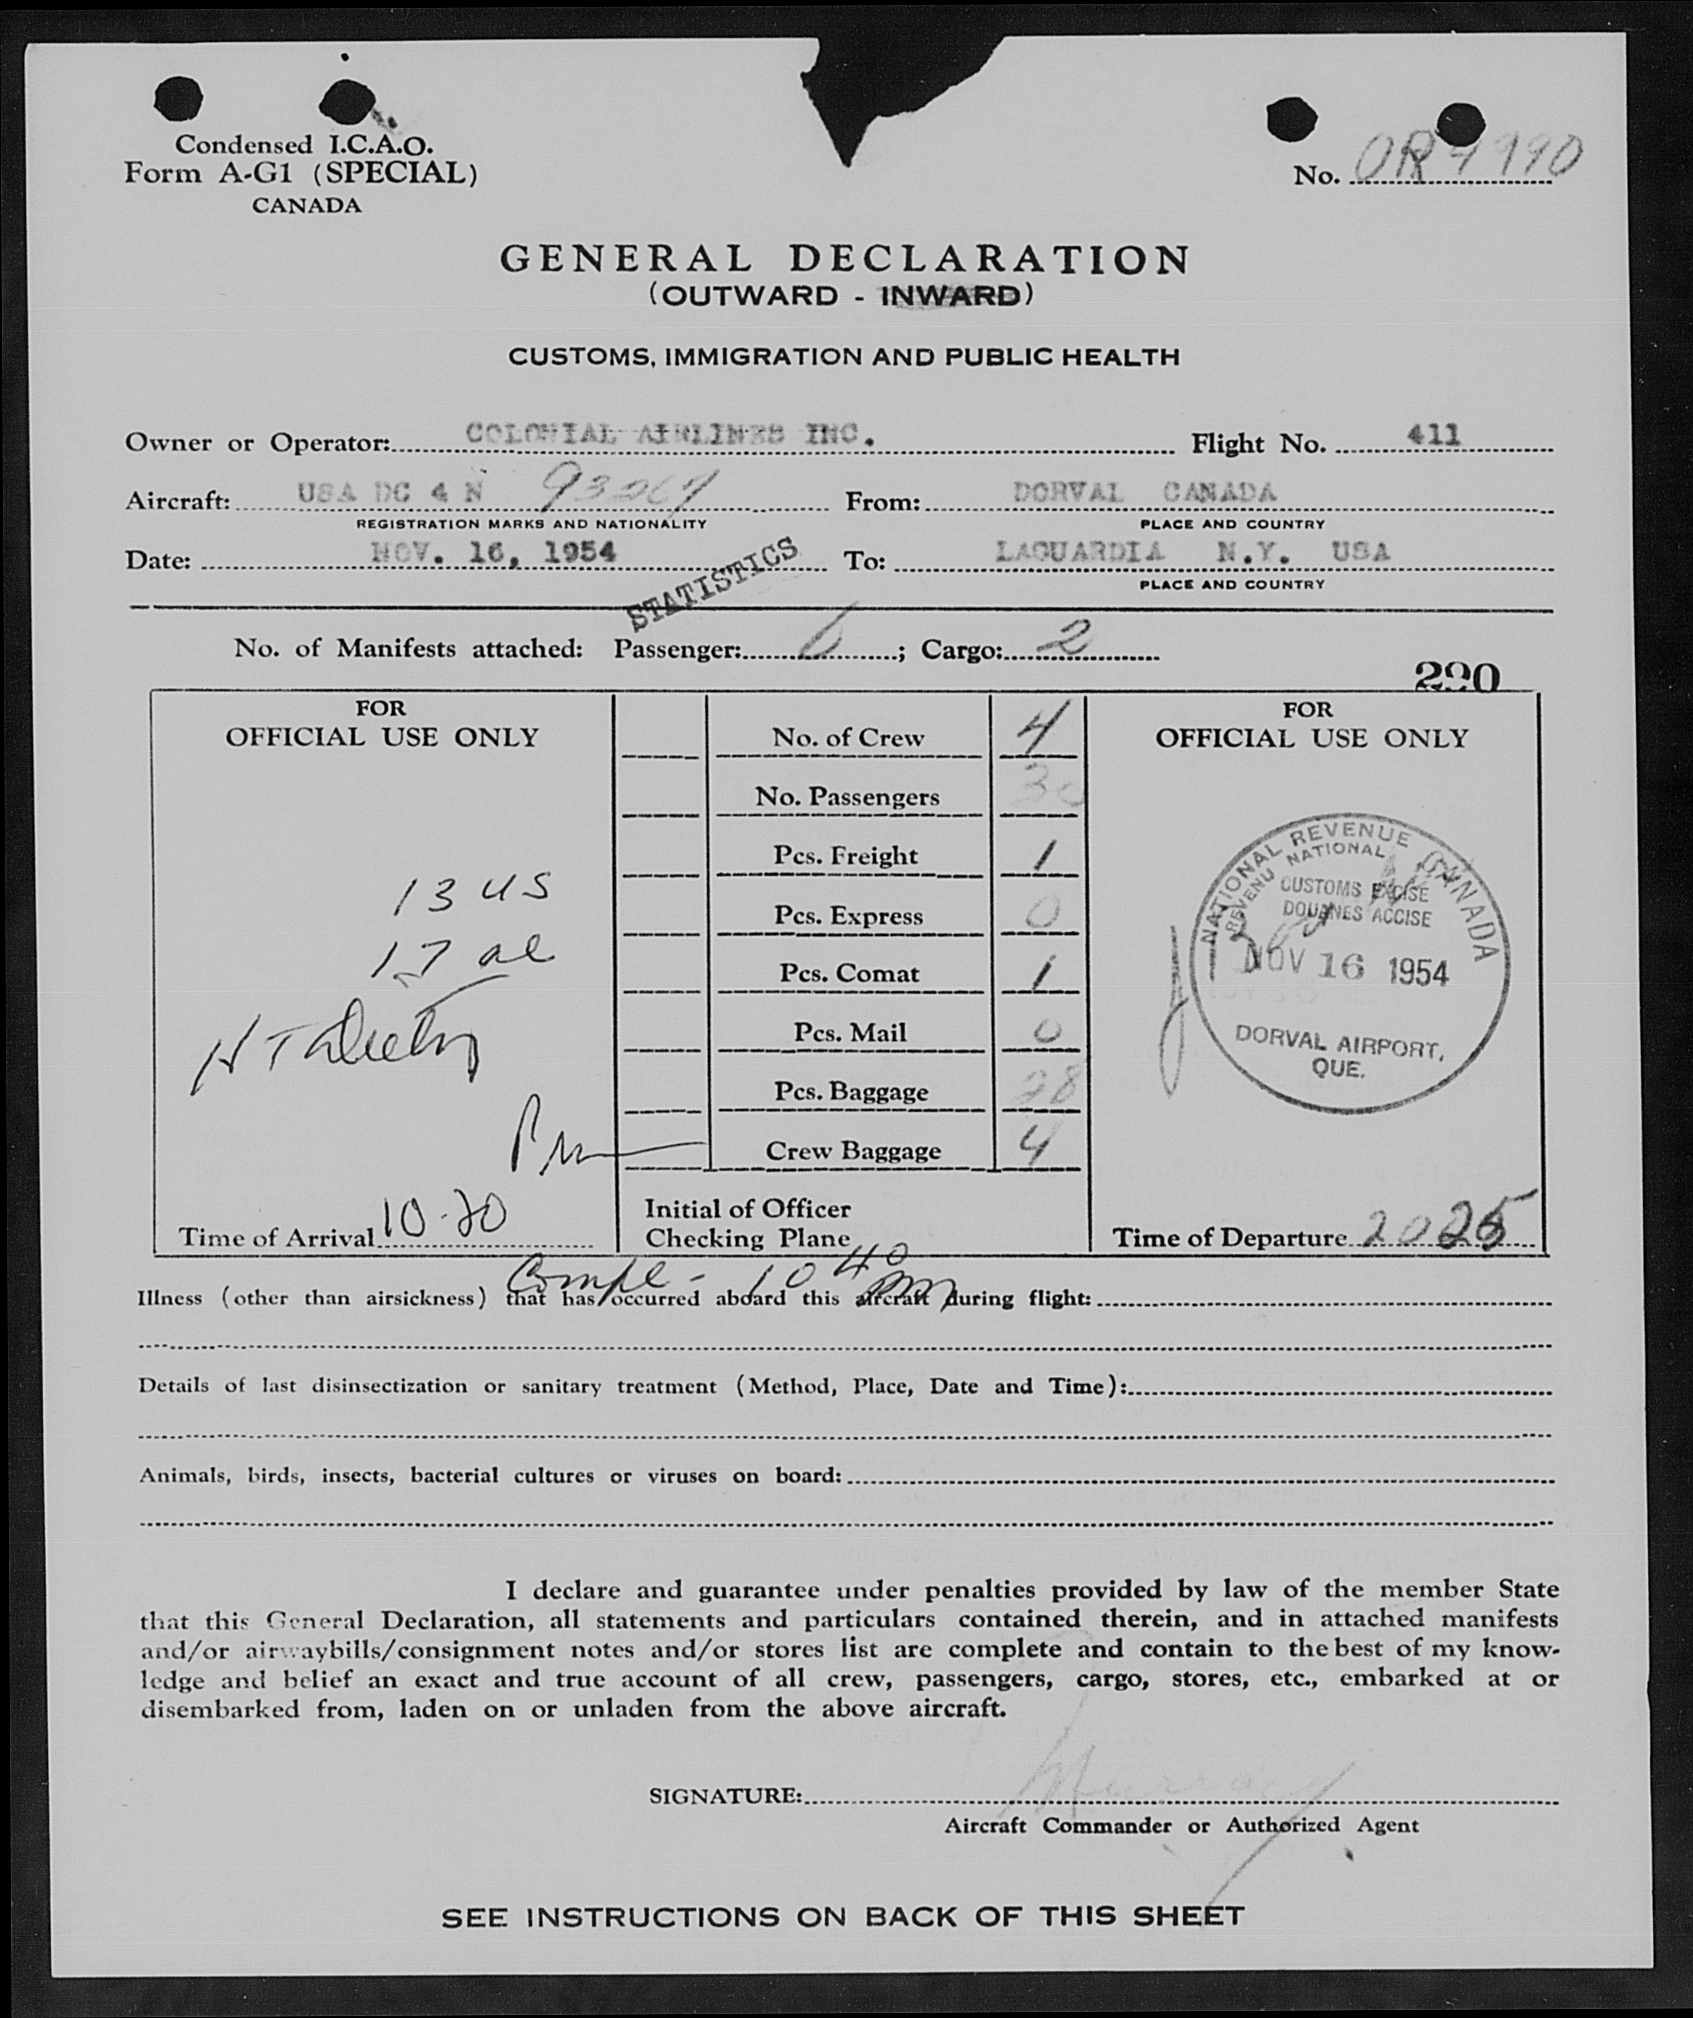 Condensed I.C.A.O.
Form A-G1 (SPECIAL)
CANADA
No.
GENERAL DECLARATION
(OUTWARD - INWARD)
CUSTOMS, IMMIGRATION AND PUBLIC HEALTH
Owner or Operator: COLONIAL AIRLINES INC. Flight No. 411
Aircraft: USA DC 4 N From: DORVAL CANADA
REGISTRATION MARKS AND NATIONALITY PLACE AND COUNTRY
Date: NOV. 16, 1954 To: LAGUARDIA N.Y. USA
PLACE AND COUNTRY
STATISTICS
No. of Manifests attached: Passenger: ; Cargo: 2
290
FOR
OFFICIAL USE ONLY
13 US
17 al
Time of Arrival 10-20
No. of Crew 4
No. Passengers 30
Pcs. Freight 1
Pcs. Express 0
Pcs. Comat 1
Pcs. Mail 0
Pcs. Baggage 28
Crew Baggage 4
Initial of Officer
Checking Plane
FOR
OFFICIAL USE ONLY
NATIONAL REVENUE CANADA
REVENU NATIONAL
CUSTOMS EXCISE
DOUANES ACCISE
NOV 16 1954
DORVAL AIRPORT,
QUE.
Time of Departure 2025
Compl - 10 40
Illness (other than airsickness) that has occurred aboard this aircraft during flight:
Details of last disinsectization or sanitary treatment (Method, Place, Date and Time):
Animals, birds, insects, bacterial cultures or viruses on board:
I declare and guarantee under penalties provided by law of the member State
that this General Declaration, all statements and particulars contained therein, and in attached manifests
and/or airwaybills/consignment notes and/or stores list are complete and contain to the best of my know-
ledge and belief an exact and true account of all crew, passengers, cargo, stores, etc., embarked at or
disembarked from, laden on or unladen from the above aircraft.
SIGNATURE: Murray
Aircraft Commander or Authorized Agent
SEE INSTRUCTIONS ON BACK OF THIS SHEET